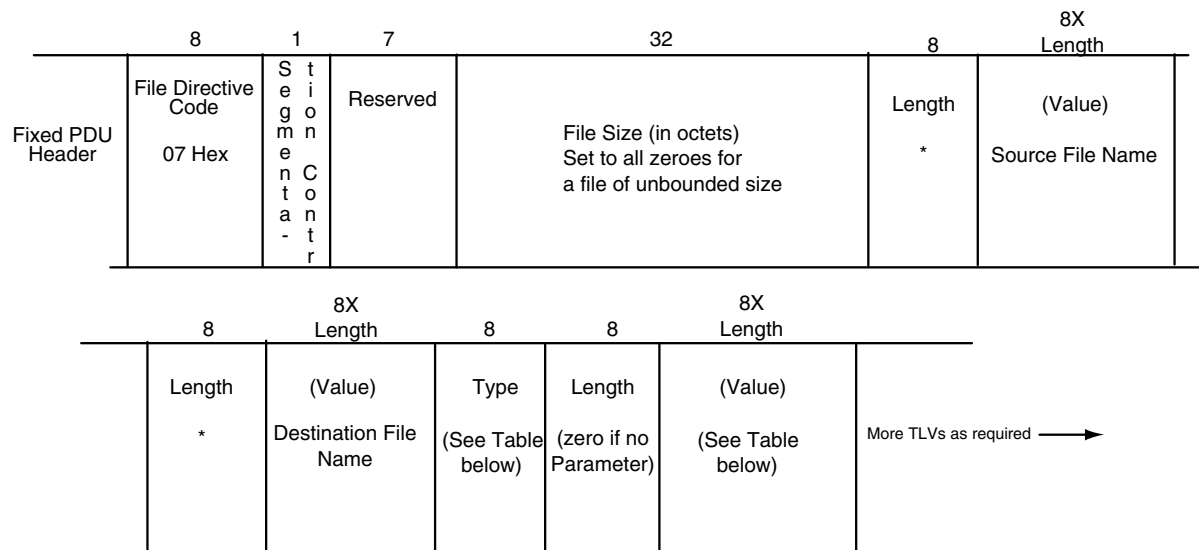 8X
8 1 7 32 8 Length
Segmenta-
tion Contr
File Directive
Code
07 Hex
Reserved
Fixed PDU
Header
File Size (in octets)
Set to all zeroes for
a file of unbounded size
Length
*
(Value)
Source File Name
8X
Length
8X
Length
8 8 8
Length
*
(Value)
Destination File
Name
Type
(See Table
below)
Length
(zero if no
Parameter)
(Value)
(See Table
below)
More TLVs as required